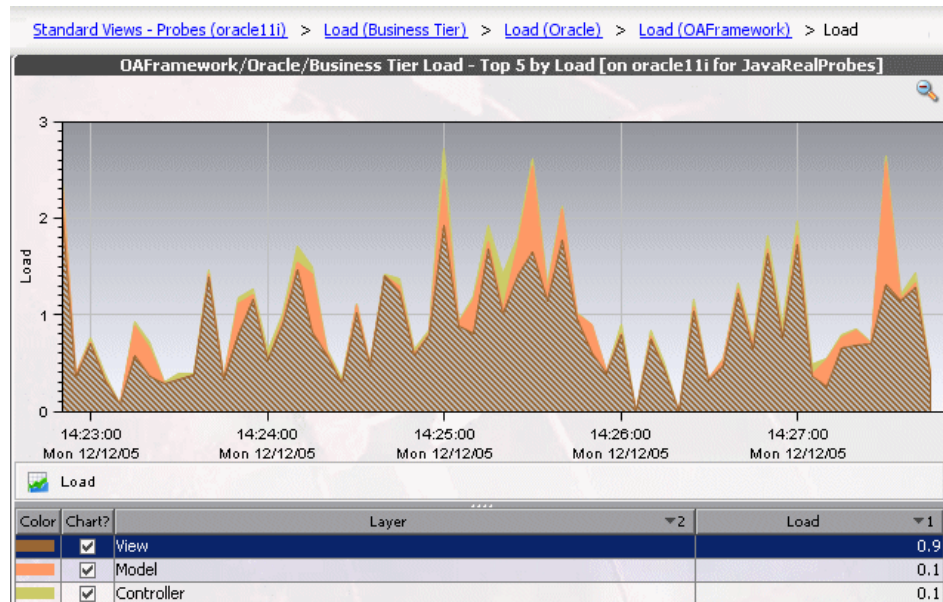 Standard Views - Probes (oracle11i) > Load (Business Tier) > Load (Oracle) > Load (OAFramework) > Load
OAFramework/Oracle/Business Tier Load - Top 5 by Load [on oracle11i for JavaRealProbes]
3
2
1
0
Load
14:23:00 14:24:00 14:25:00 14:26:00 14:27:00
Mon 12/12/05 Mon 12/12/05 Mon 12/12/05 Mon 12/12/05 Mon 12/12/05
Load
Color Chart? Layer 2 Load 1
View 0.9
Model 0.1
Controller 0.1